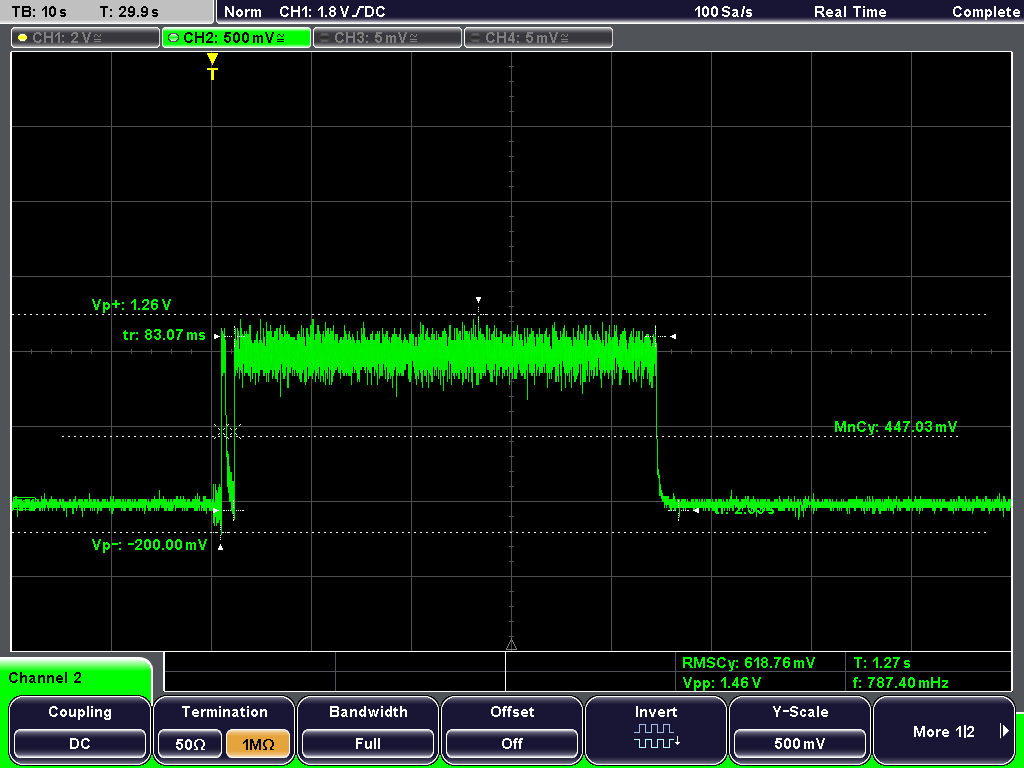 TB: 10 s T: 29.9 s Norm CH1: 1.8 V DC 100 Sa/s Real Time Complete
CH1: 2 V CH2: 500 mV CH3: 5 mV CH4: 5 mV
T
Vp+: 1.26 V
tr: 83.07 ms
MnCy: 447.03 mV
Vp-: -200.00 mV
RMSCy: 618.76 mV T: 1.27 s
Vpp: 1.46 V f: 787.40 mHz
Channel 2
Coupling Termination Bandwidth Offset Invert Y-Scale More 1|2
DC 50Ω 1MΩ Full Off 500 mV